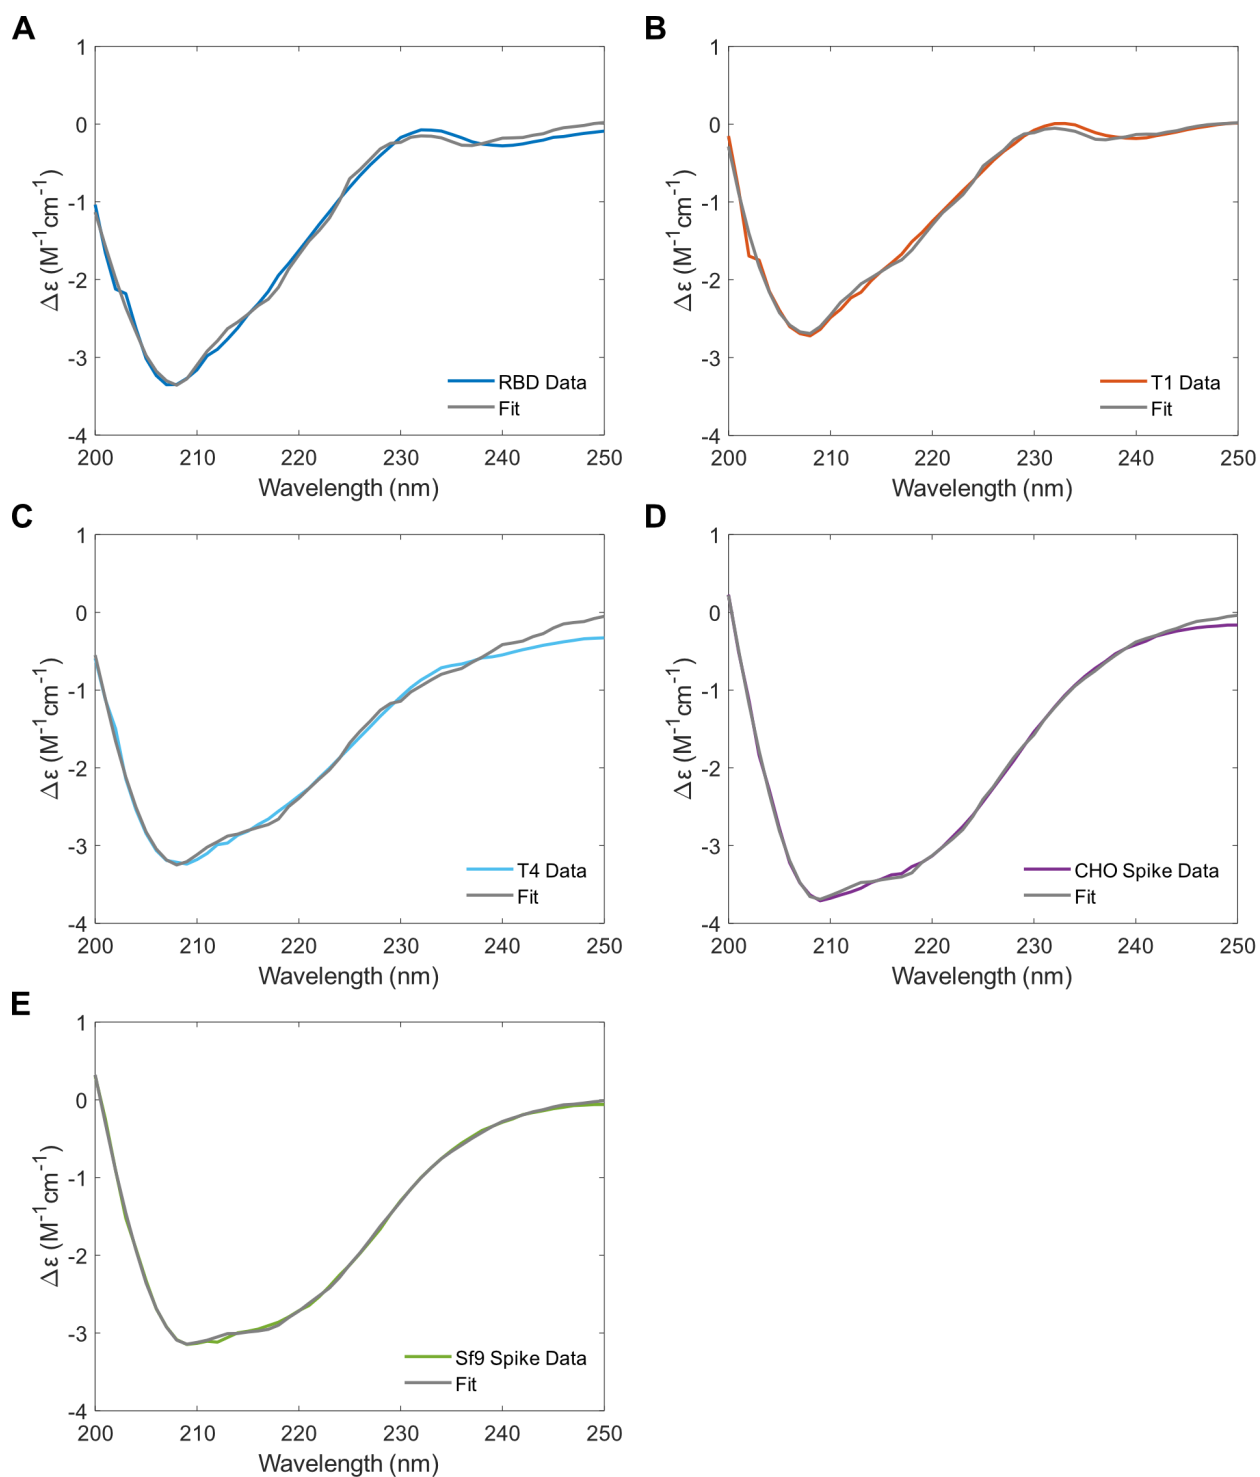 A
1
0
-1
-2
-3
-4
Δε (M⁻¹cm⁻¹)
RBD Data
Fit
200 210 220 230 240 250
Wavelength (nm)
B
1
0
-1
-2
-3
-4
Δε (M⁻¹cm⁻¹)
T1 Data
Fit
200 210 220 230 240 250
Wavelength (nm)
C
1
0
-1
-2
-3
-4
Δε (M⁻¹cm⁻¹)
T4 Data
Fit
200 210 220 230 240 250
Wavelength (nm)
D
1
0
-1
-2
-3
-4
Δε (M⁻¹cm⁻¹)
CHO Spike Data
Fit
200 210 220 230 240 250
Wavelength (nm)
E
1
0
-1
-2
-3
-4
Δε (M⁻¹cm⁻¹)
Sf9 Spike Data
Fit
200 210 220 230 240 250
Wavelength (nm)